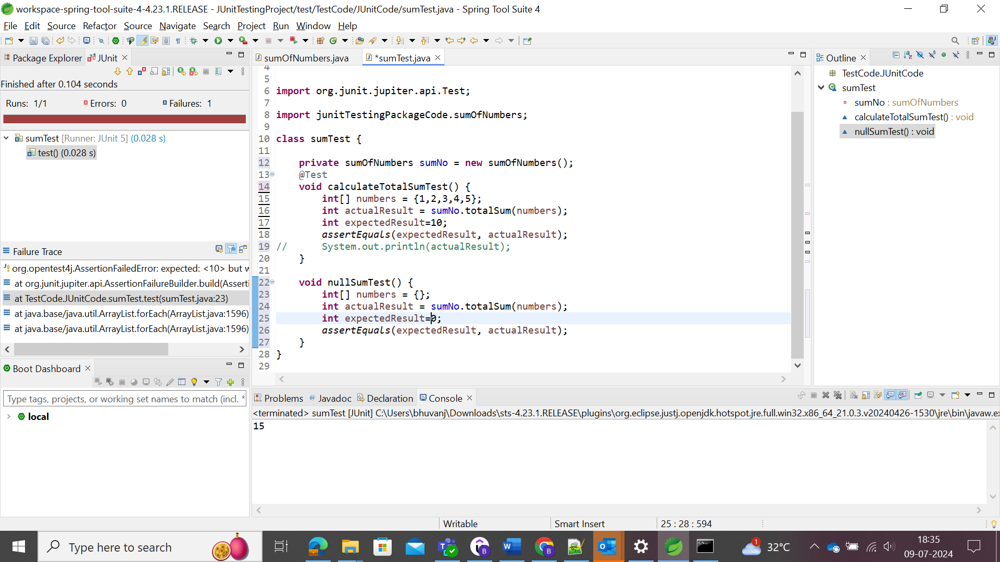 workspace-spring-tool-suite-4-4.23.1.RELEASE - JUnitTestingProject/test/TestCode/JUnitCode/sumTest.java - Spring Tool Suite 4
File Edit Source Refactor Source Navigate Search Project Run Window Help
Package Explorer JUnit
Finished after 0.104 seconds
Runs: 1/1 Errors: 0 Failures: 1
sumTest [Runner: JUnit 5] (0.028 s)
test() (0.028 s)
Failure Trace
org.opentest4j.AssertionFailedError: expected: <10> but w
at org.junit.jupiter.api.AssertionFailureBuilder.build(Asserti
at TestCode.JUnitCode.sumTest.test(sumTest.java:23)
at java.base/java.util.ArrayList.forEach(ArrayList.java:1596)
at java.base/java.util.ArrayList.forEach(ArrayList.java:1596)
Boot Dashboard
Type tags, projects, or working set names to match (incl. *
local
sumOfNumbers.java *sumTest.java
4
5
6 import org.junit.jupiter.api.Test;
7
8 import junitTestingPackageCode.sumOfNumbers;
9
10 class sumTest {
11
12 private sumOfNumbers sumNo = new sumOfNumbers();
13 @Test
14 void calculateTotalSumTest() {
15 int[] numbers = {1,2,3,4,5};
16 int actualResult = sumNo.totalSum(numbers);
17 int expectedResult=10;
18 assertEquals(expectedResult, actualResult);
19 // System.out.println(actualResult);
20 }
21
22 void nullSumTest() {
23 int[] numbers = {};
24 int actualResult = sumNo.totalSum(numbers);
25 int expectedResult=0;
26 assertEquals(expectedResult, actualResult);
27 }
28 }
29
Outline
TestCode.JUnitCode
sumTest
sumNo : sumOfNumbers
calculateTotalSumTest() : void
nullSumTest() : void
Problems Javadoc Declaration Console
<terminated> sumTest [JUnit] C:\Users\bhuvanj\Downloads\sts-4.23.1.RELEASE\plugins\org.eclipse.justj.openjdk.hotspot.jre.full.win32.x86_64_21.0.3.v20240426-1530\jre\bin\javaw.ex
15
Writable Smart Insert 25 : 28 : 594
Type here to search
1 32°C
18:35
09-07-2024